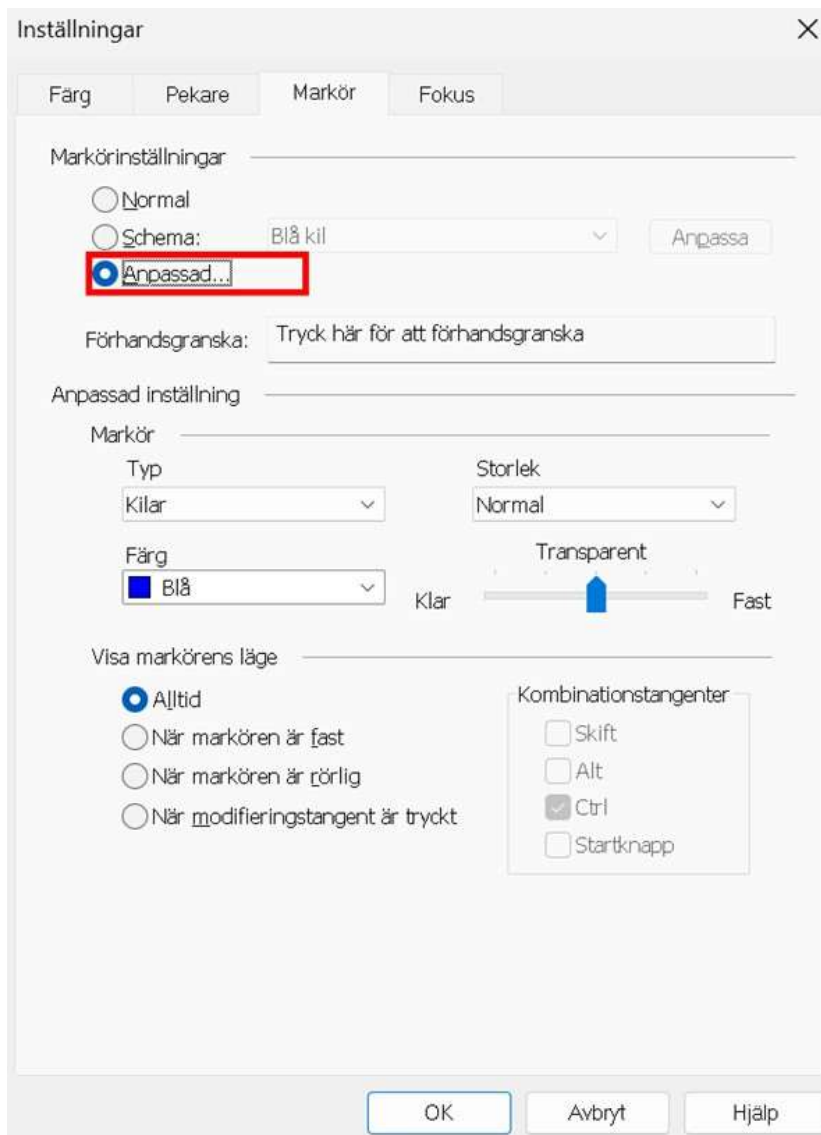 Inställningar
Färg Pekare Markör Fokus
Markörinställningar
Normal
Schema: Blå kil Anpassa
Anpassad...
Förhandsgranska: Tryck här för att förhandsgranska
Anpassad inställning
Markör
Typ Storlek
Kilar Normal
Färg Transparent
Blå Klar Fast
Visa markörens läge
Alltid Kombinationstangenter
När markören är fast Skift
När markören är rörlig Alt
När modifieringstangent är tryckt Ctrl
Startknapp
OK Avbryt Hjälp